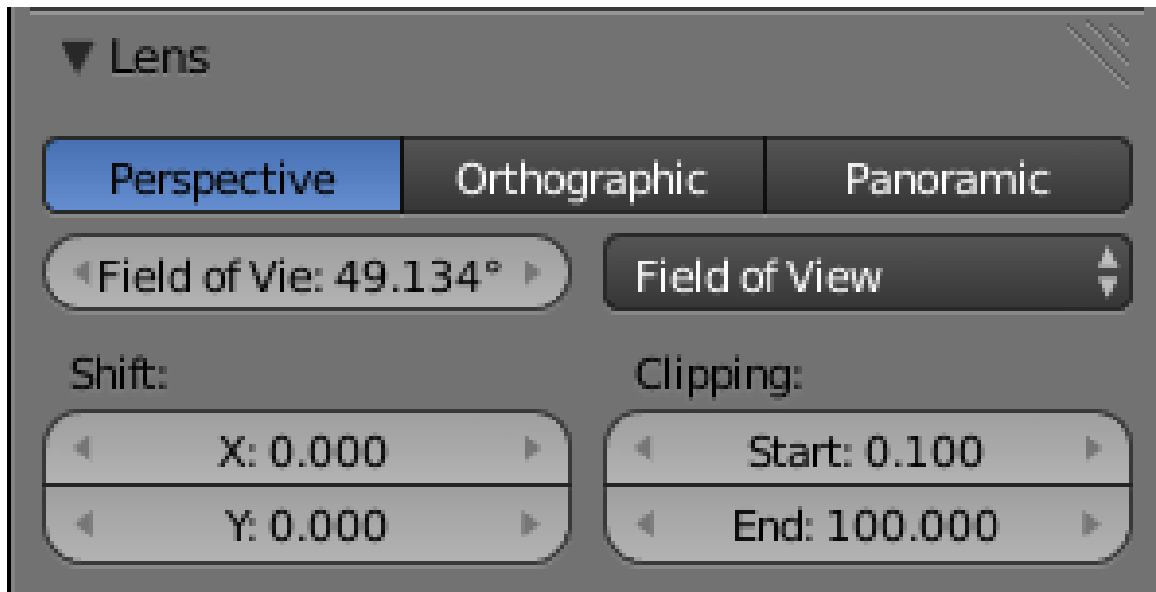 Lens
Perspective Orthographic Panoramic
Field of Vie: 49.134° Field of View
Shift: Clipping:
X: 0.000 Start: 0.100
Y: 0.000 End: 100.000